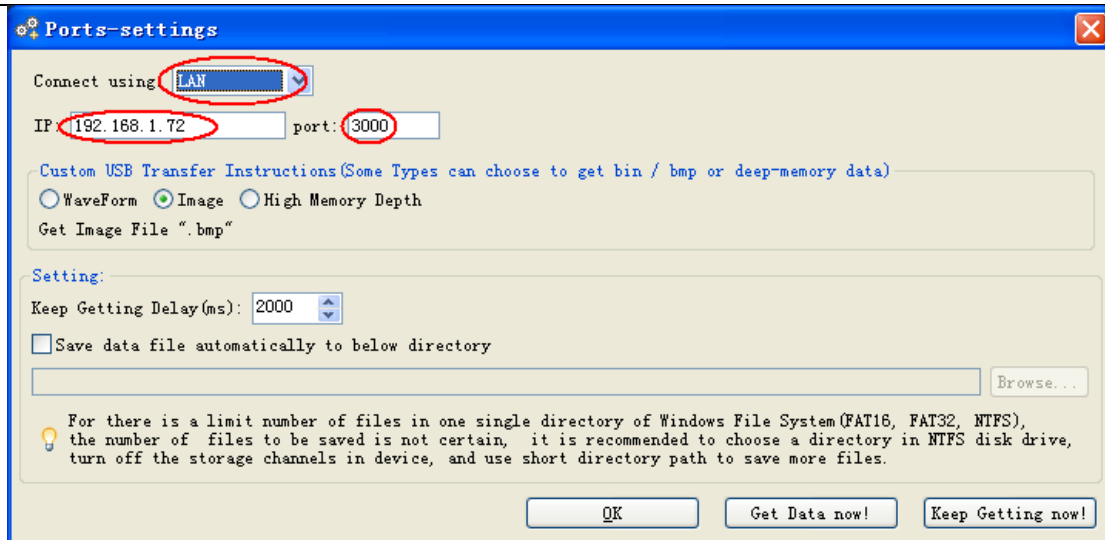 Ports-settings
Connect using LAN
IP: 192.168.1.72 port: 3000
Custom USB Transfer Instructions(Some Types can choose to get bin / bmp or deep-memory data)
WaveForm Image High Memory Depth
Get Image File ".bmp"
Setting:
Keep Getting Delay(ms): 2000
Save data file automatically to below directory
Browse...
For there is a limit number of files in one single directory of Windows File System(FAT16, FAT32, NTFS),
the number of files to be saved is not certain, it is recommended to choose a directory in NTFS disk drive,
turn off the storage channels in device, and use short directory path to save more files.
OK Get Data now! Keep Getting now!